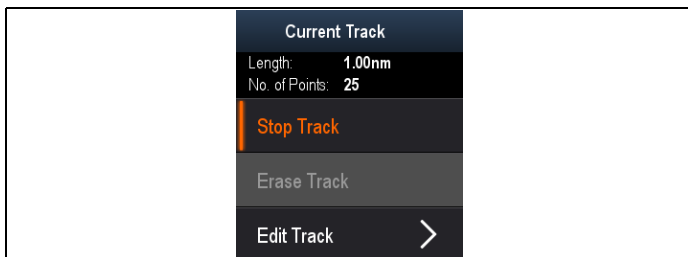 Current Track
Length: 1.00nm
No. of Points: 25
Stop Track
Erase Track
Edit Track